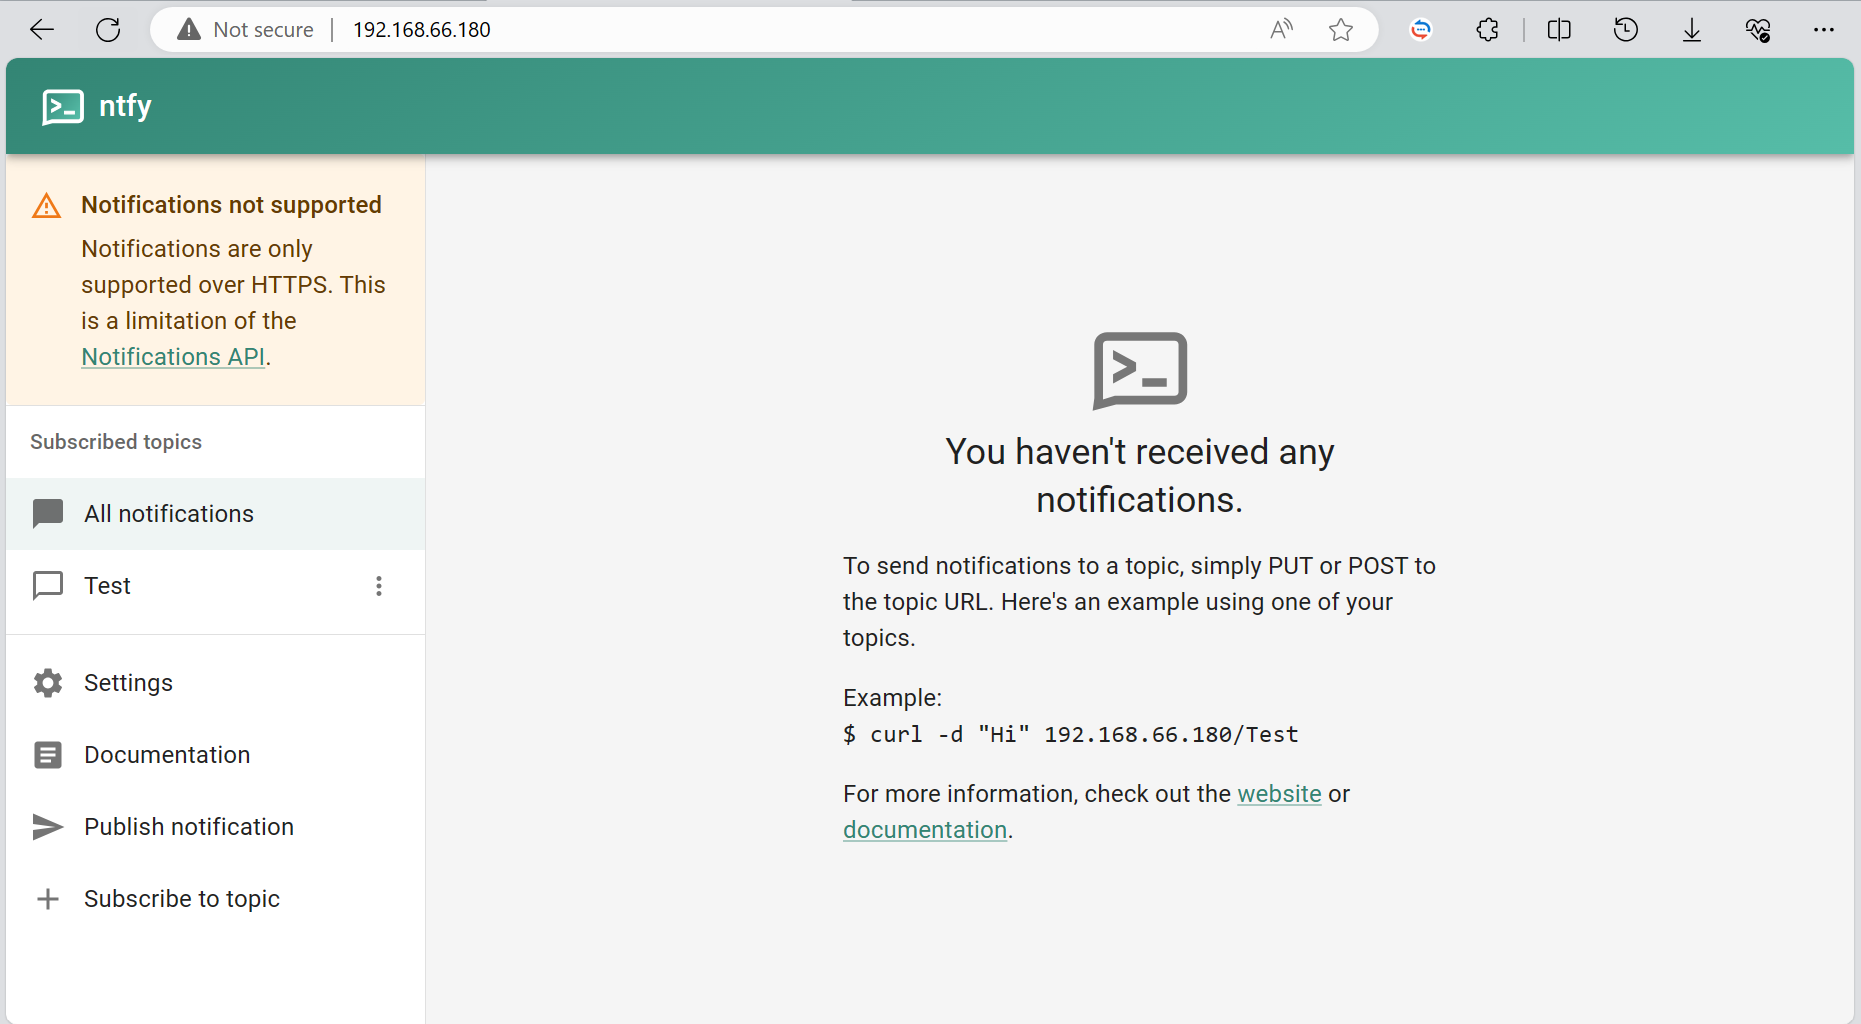 Not secure
192.168.66.180
ntfy
Notifications not supported
Notifications are only
supported over HTTPS. This
is a limitation of the
Notifications API.
Subscribed topics
All notifications
Test
Settings
Documentation
Publish notification
Subscribe to topic
You haven't received any
notifications.
To send notifications to a topic, simply PUT or POST to
the topic URL. Here's an example using one of your
topics.
Example:
$ curl -d "Hi" 192.168.66.180/Test
For more information, check out the website or
documentation.